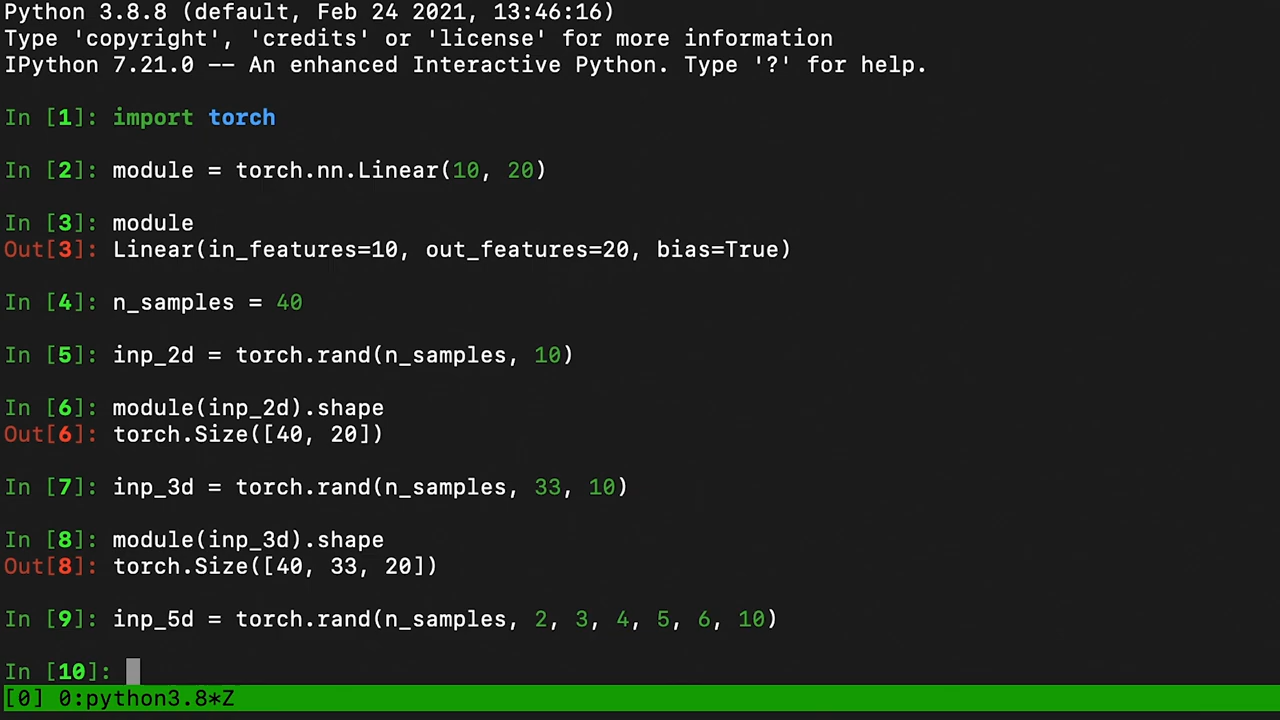 Python 3.8.8 (default, Feb 24 2021, 13:46:16)
Type 'copyright', 'credits' or 'license' for more information
IPython 7.21.0 -- An enhanced Interactive Python. Type '?' for help.
In [1]: import torch
In [2]: module = torch.nn.Linear(10, 20)
In [3]: module
Out[3]: Linear(in_features=10, out_features=20, bias=True)
In [4]: n_samples = 40
In [5]: inp_2d = torch.rand(n_samples, 10)
In [6]: module(inp_2d).shape
Out[6]: torch.Size([40, 20])
In [7]: inp_3d = torch.rand(n_samples, 33, 10)
In [8]: module(inp_3d).shape
Out[8]: torch.Size([40, 33, 20])
In [9]: inp_5d = torch.rand(n_samples, 2, 3, 4, 5, 6, 10)
In [10]:
[0] 0:python3.8*Z